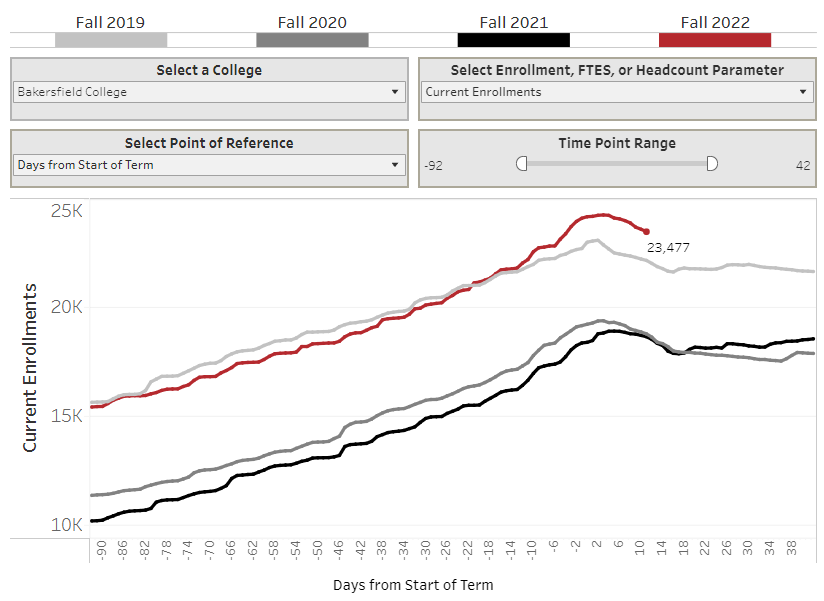 Fall 2019 Fall 2020 Fall 2021 Fall 2022
Select a College
Bakersfield College
Select Enrollment, FTES, or Headcount Parameter
Current Enrollments
Select Point of Reference
Days from Start of Term
Time Point Range
-92 42
25K
20K
15K
10K
Current Enrollments
23,477
-90 -86 -82 -78 -74 -70 -66 -62 -58 -54 -50 -46 -42 -38 -34 -30 -26 -22 -18 -14 -10 -6 -2 2 6 10 14 18 22 26 30 34 38
Days from Start of Term